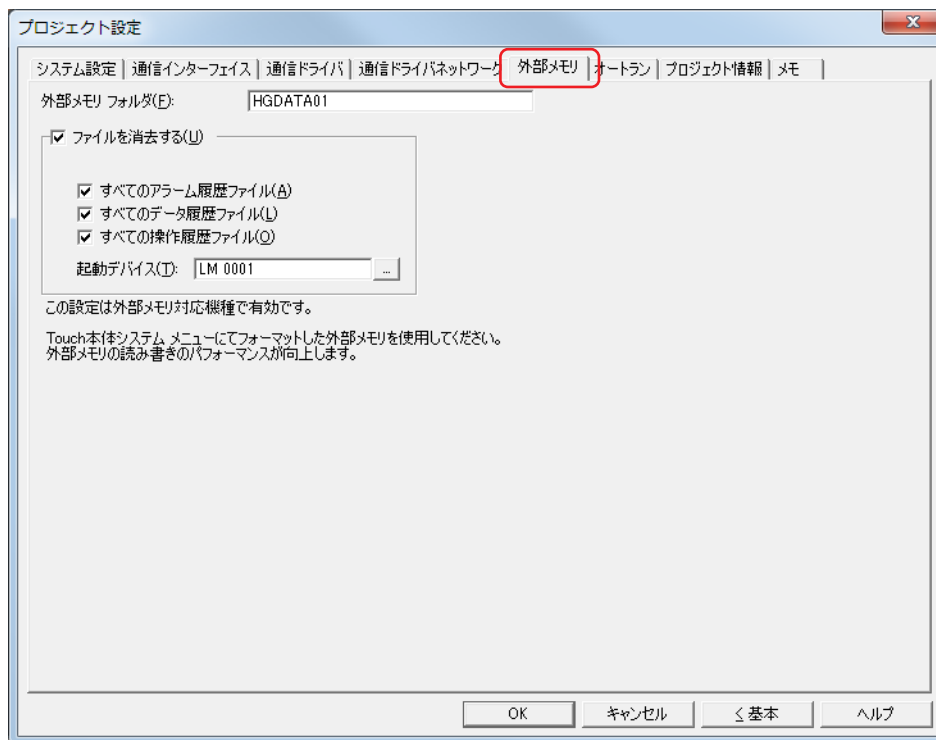 プロジェクト設定
システム設定 通信インターフェイス 通信ドライバ 通信ドライバネットワーク 外部メモリ オートラン プロジェクト情報 メモ
外部メモリ フォルダ(F): HGDATA01
ファイルを消去する(U)
すべてのアラーム履歴ファイル(A)
すべてのデータ履歴ファイル(L)
すべての操作履歴ファイル(O)
起動デバイス(T): LM 0001 ...
この設定は外部メモリ対応機種で有効です。
Touch本体システム メニューにてフォーマットした外部メモリを使用してください。
外部メモリの読み書きのパフォーマンスが向上します。
OK キャンセル < 基本 ヘルプ